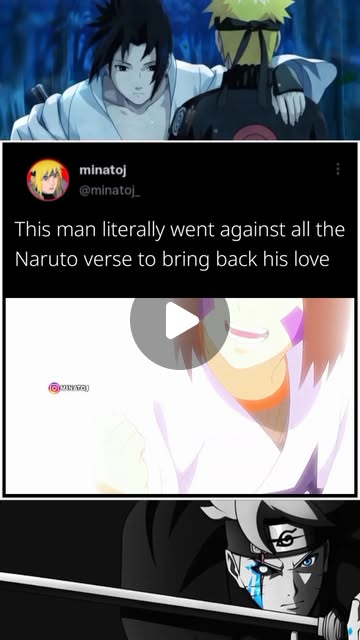 minatoj
@minatoj_
This man literally went against all the
Naruto verse to bring back his love
MINATOJ